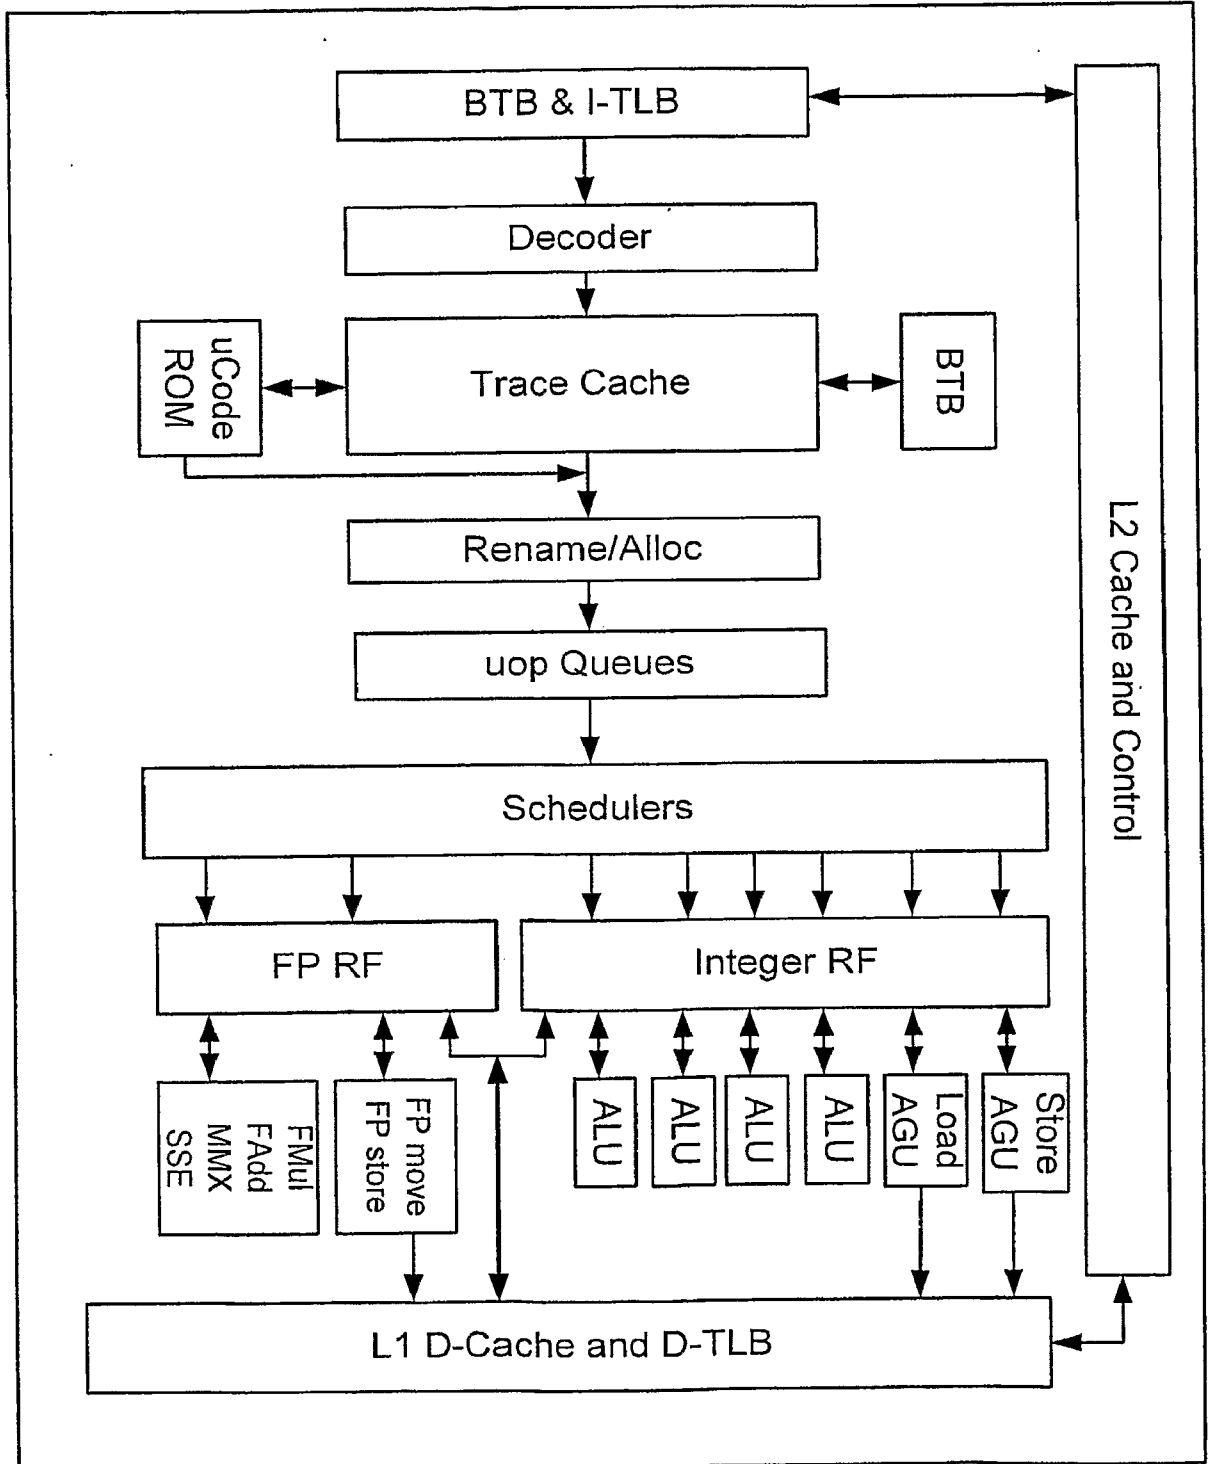 BTB & I-TLB
Decoder
uCode
ROM
Trace Cache
BTB
Rename/Alloc
uop Queues
L2 Cache and Control
Schedulers
FP RF
Integer RF
FMul
FAdd
MMX
SSE
FP move
FP store
ALU
ALU
ALU
ALU
Load
AGU
Store
AGU
L1 D-Cache and D-TLB